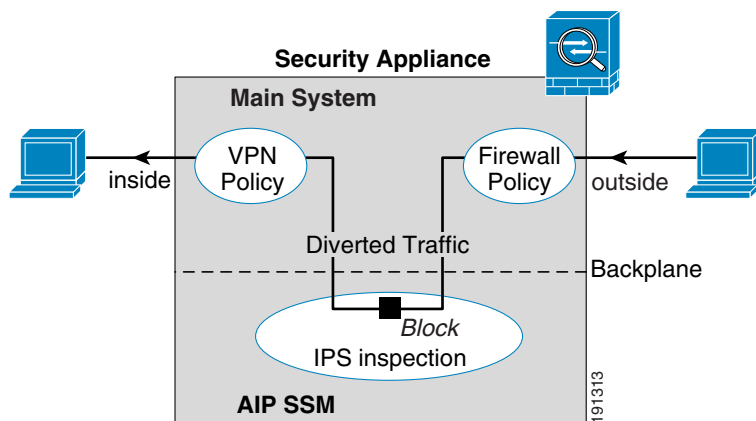 Security Appliance
Main System
VPN
Policy
Firewall
Policy
inside
outside
Diverted Traffic
Backplane
Block
IPS inspection
AIP SSM
191313